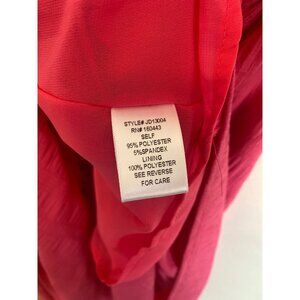 STYLE# JD13004
RN# 160443
SELF
95% POLYESTER
5%SPANDEX
LINING
100% POLYESTER
SEE REVERSE
FOR CARE